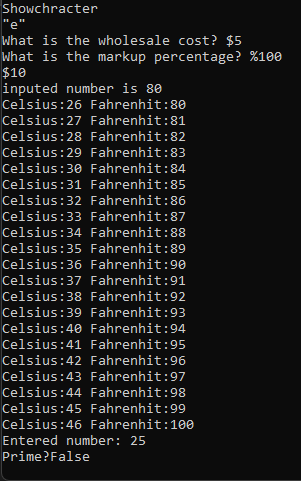 Showchracter
"e"
What is the wholesale cost? $5
What is the markup percentage? %100
$10
inputed number is 80
Celsius:26 Fahrenhit:80
Celsius:27 Fahrenhit:81
Celsius:28 Fahrenhit:82
Celsius:29 Fahrenhit:83
Celsius:30 Fahrenhit:84
Celsius:31 Fahrenhit:85
Celsius:32 Fahrenhit:86
Celsius:33 Fahrenhit:87
Celsius:34 Fahrenhit:88
Celsius:35 Fahrenhit:89
Celsius:36 Fahrenhit:90
Celsius:37 Fahrenhit:91
Celsius:38 Fahrenhit:92
Celsius:39 Fahrenhit:93
Celsius:40 Fahrenhit:94
Celsius:41 Fahrenhit:95
Celsius:42 Fahrenhit:96
Celsius:43 Fahrenhit:97
Celsius:44 Fahrenhit:98
Celsius:45 Fahrenhit:99
Celsius:46 Fahrenhit:100
Entered number: 25
Prime?False